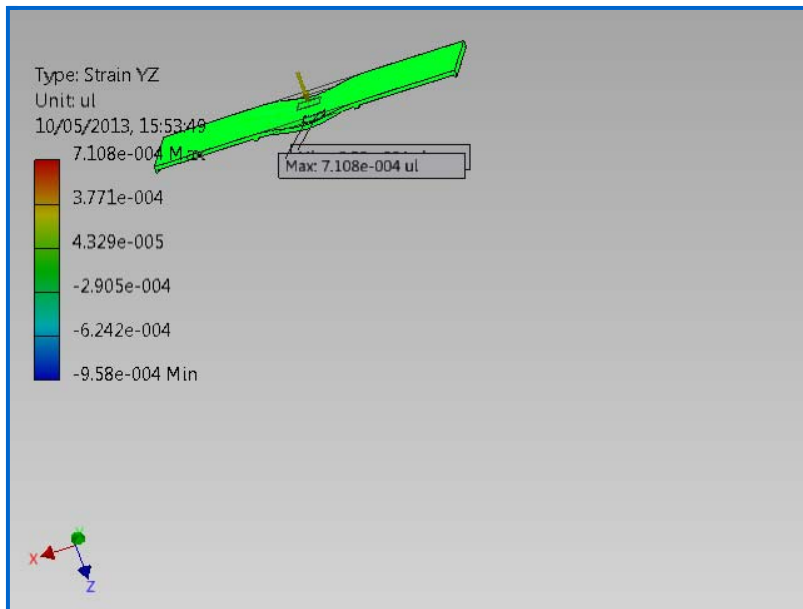 Type: Strain YZ
Unit: ul
10/05/2013, 15:53:49
7.108e-004 Max
3.771e-004
4.329e-005
-2.905e-004
-6.242e-004
-9.58e-004 Min
Max: 7.108e-004 ul
X
Y
Z